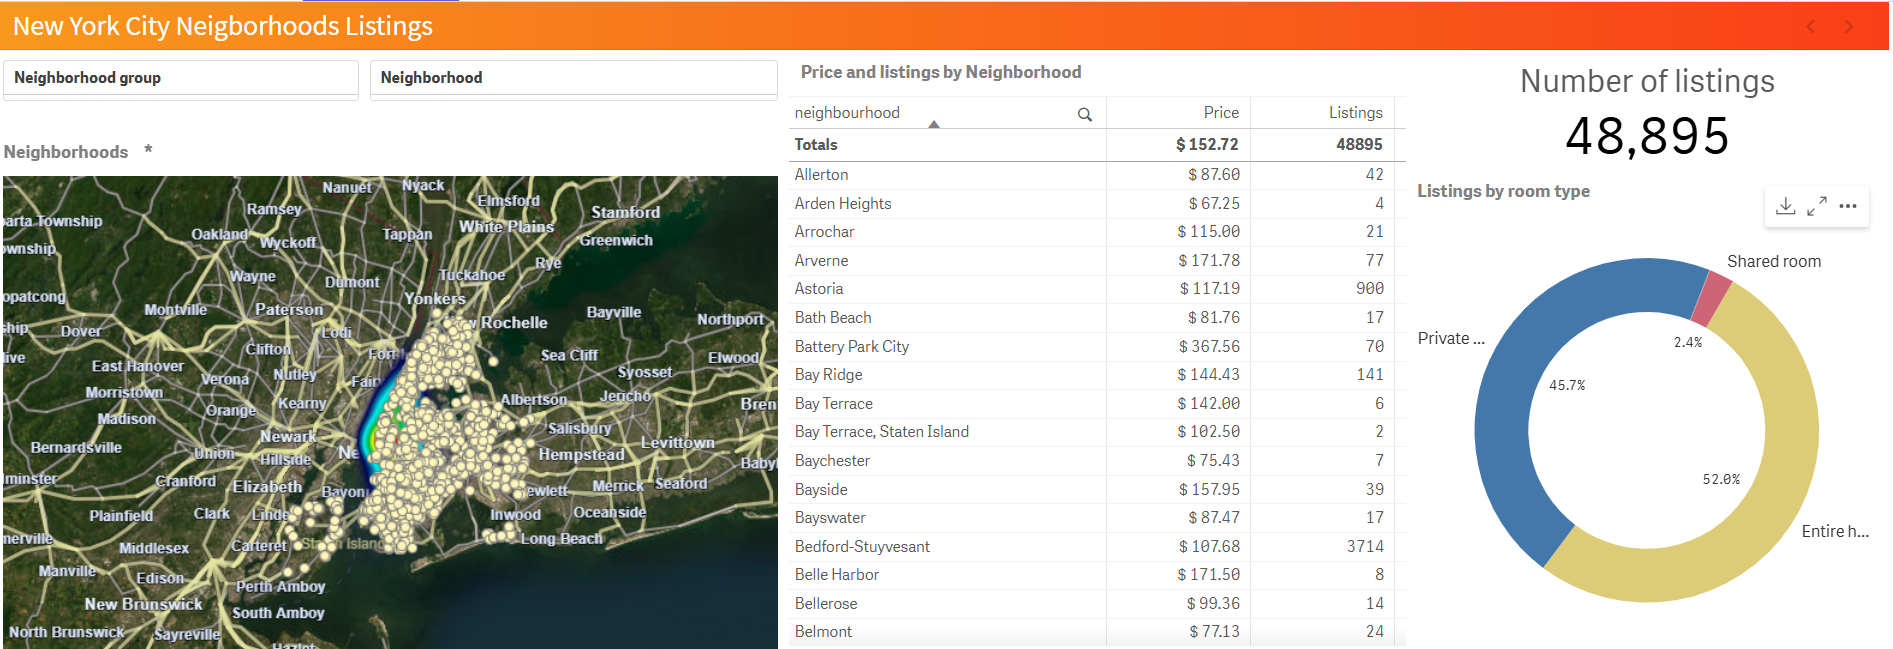 New York City Neigborhoods Listings
Neighborhood group
Neighborhood
Neighborhoods *
Nanuet Nyack
Ramsey Elmsford Stamford
parta Township
Oakland Wyckoff Tappan White Plains Greenwich
ownship
Wayne Dumont Tuckahoe Rye
opatcong Montville Paterson Yonkers Bayville Northport
ship Dover Lodi Rochelle
live East Hanover Clifton Fort Sea Cliff Elwood
Verona Nutley Fair Syosset
Morristown Orange Kearny Albertson Jericho Bren
Madison Newark Salisbury
Bernardsville Union Hillside Ne Hempstead Levittown Baby
minster Cranford Elizabeth Bayon ewlett Merrick Seaford
Plainfield Clark Linde Inwood Oceanside
nerville Middlesex Carteret Island Long Beach
Manville Edison Perth Amboy
New Brunswick South Amboy
North Brunswick Sayreville
Hazlet
Price and listings by Neighborhood
neighbourhood Price Listings
Totals $ 152.72 48895
Allerton $ 87.60 42
Arden Heights $ 67.25 4
Arrochar $ 115.00 21
Arverne $ 171.78 77
Astoria $ 117.19 900
Bath Beach $ 81.76 17
Battery Park City $ 367.56 70
Bay Ridge $ 144.43 141
Bay Terrace $ 142.00 6
Bay Terrace, Staten Island $ 102.50 2
Baychester $ 75.43 7
Bayside $ 157.95 39
Bayswater $ 87.47 17
Bedford-Stuyvesant $ 107.68 3714
Belle Harbor $ 171.50 8
Bellerose $ 99.36 14
Belmont $ 77.13 24
Number of listings
48,895
Listings by room type
Shared room
Private ...
2.4%
45.7%
52.0%
Entire h...